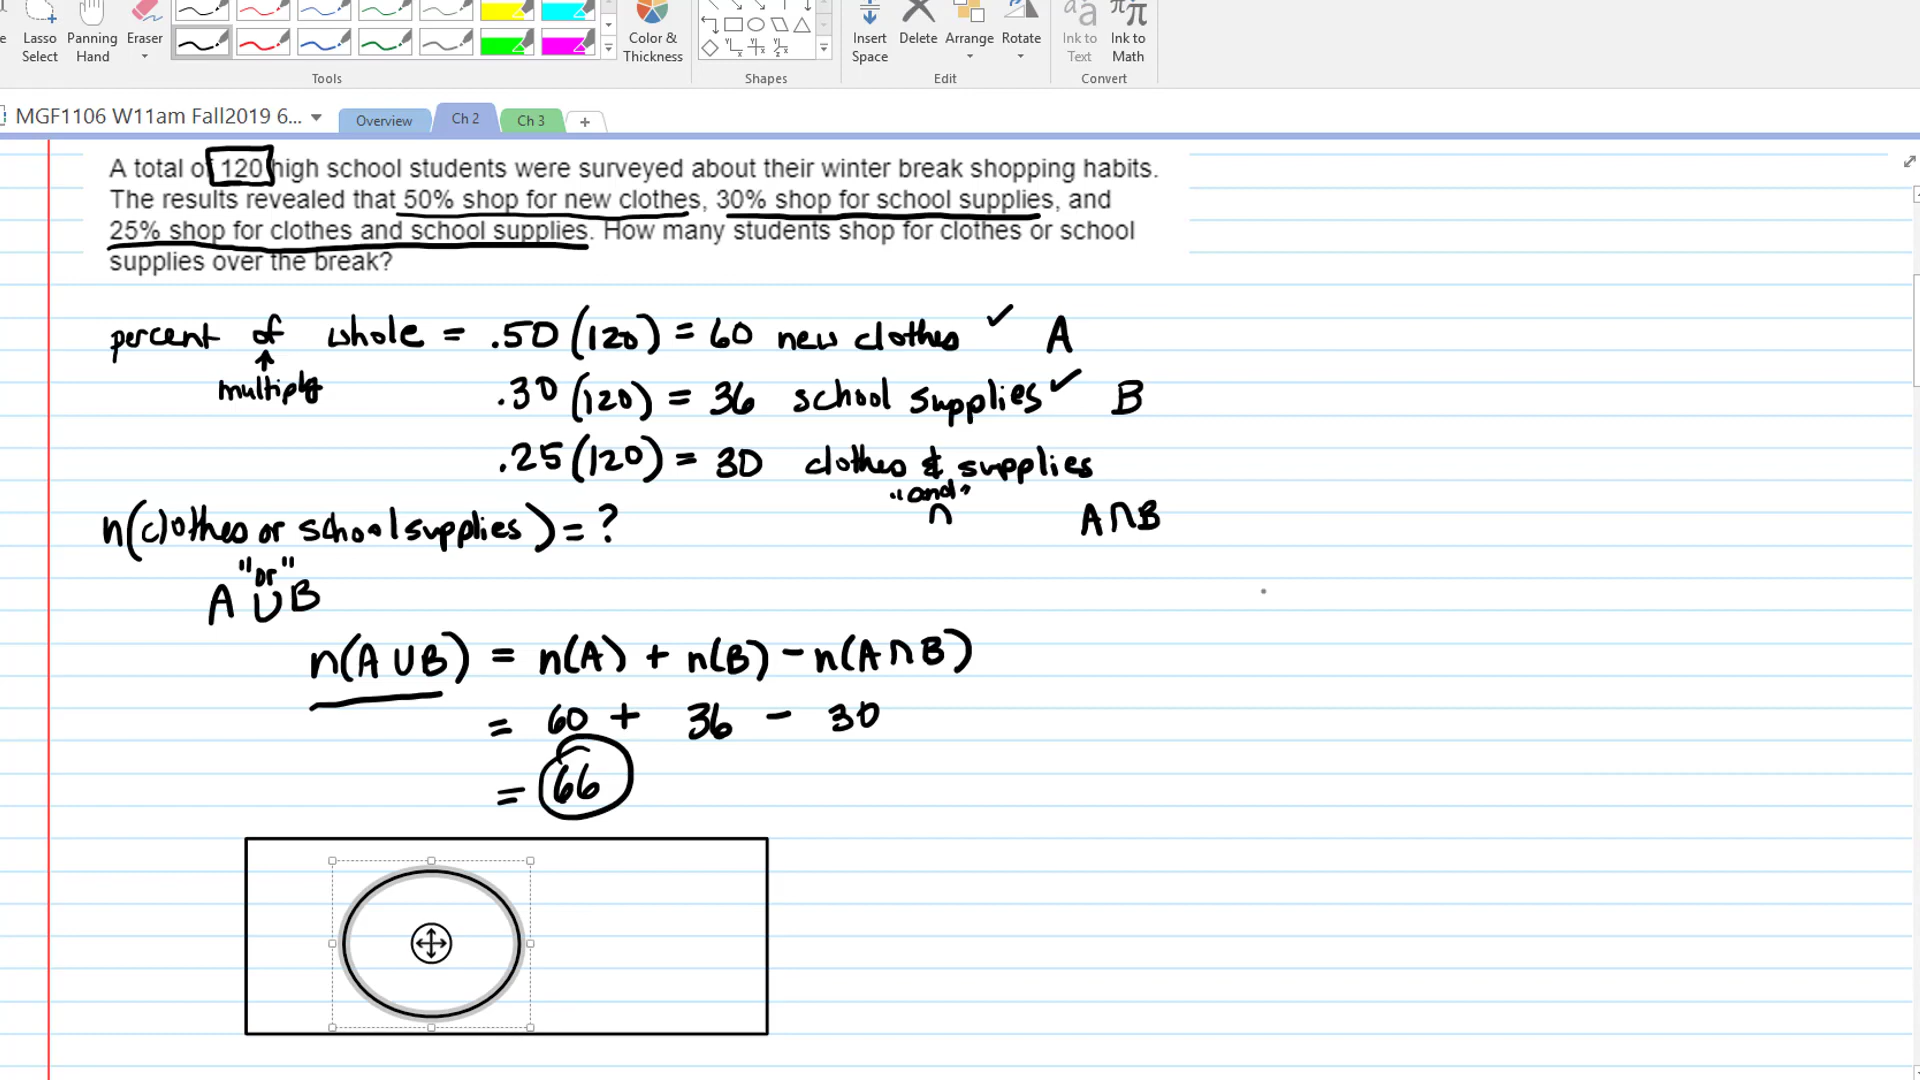 Lasso Select
Panning Hand
Eraser
Color & Thickness
Insert Space
Delete
Arrange
Rotate
Ink to Text
Ink to Math
Tools
Shapes
Edit
Convert
MGF1106 W11am Fall2019 6...
Overview
Ch 2
Ch 3
+
A total of 120 high school students were surveyed about their winter break shopping habits.
The results revealed that 50% shop for new clothes, 30% shop for school supplies, and
25% shop for clothes and school supplies. How many students shop for clothes or school
supplies over the break?
percent of whole = .50 (120) = 60 new clothes ✓ A
multiply
.30 (120) = 36 school supplies ✓ B
.25 (120) = 30 clothes & supplies
"and"
∩ A∩B
n(clothes or school supplies) = ?
"or"
A ∪ B
n(A ∪ B) = n(A) + n(B) - n(A ∩ B)
= 60 + 36 - 30
= 66